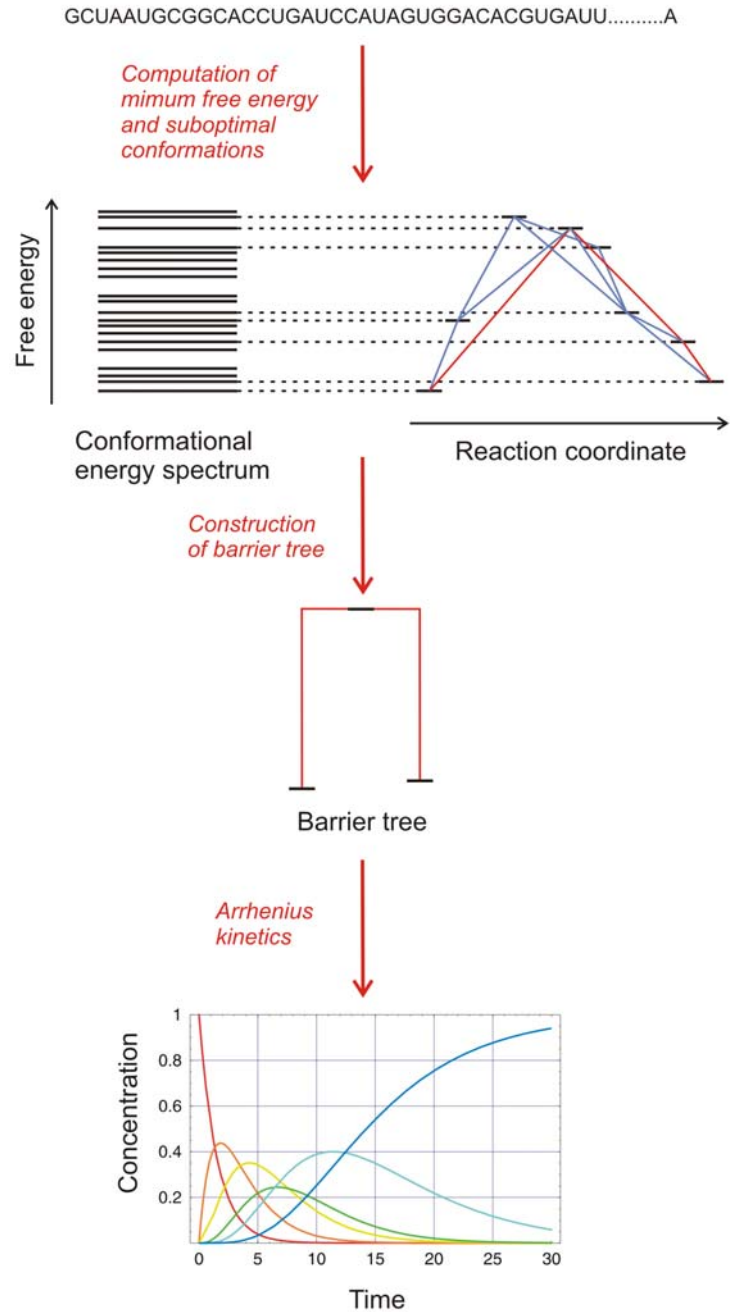 GCUAAUGCGGCACCUGAUCCAUAGUGGACACGUGAUU..........A
Computation of
mimum free energy
and suboptimal
conformations
Free energy
Conformational
energy spectrum
Reaction coordinate
Construction
of barrier tree
Barrier tree
Arrhenius
kinetics
Concentration
1
0.8
0.6
0.4
0.2
0 5 10 15 20 25 30
Time